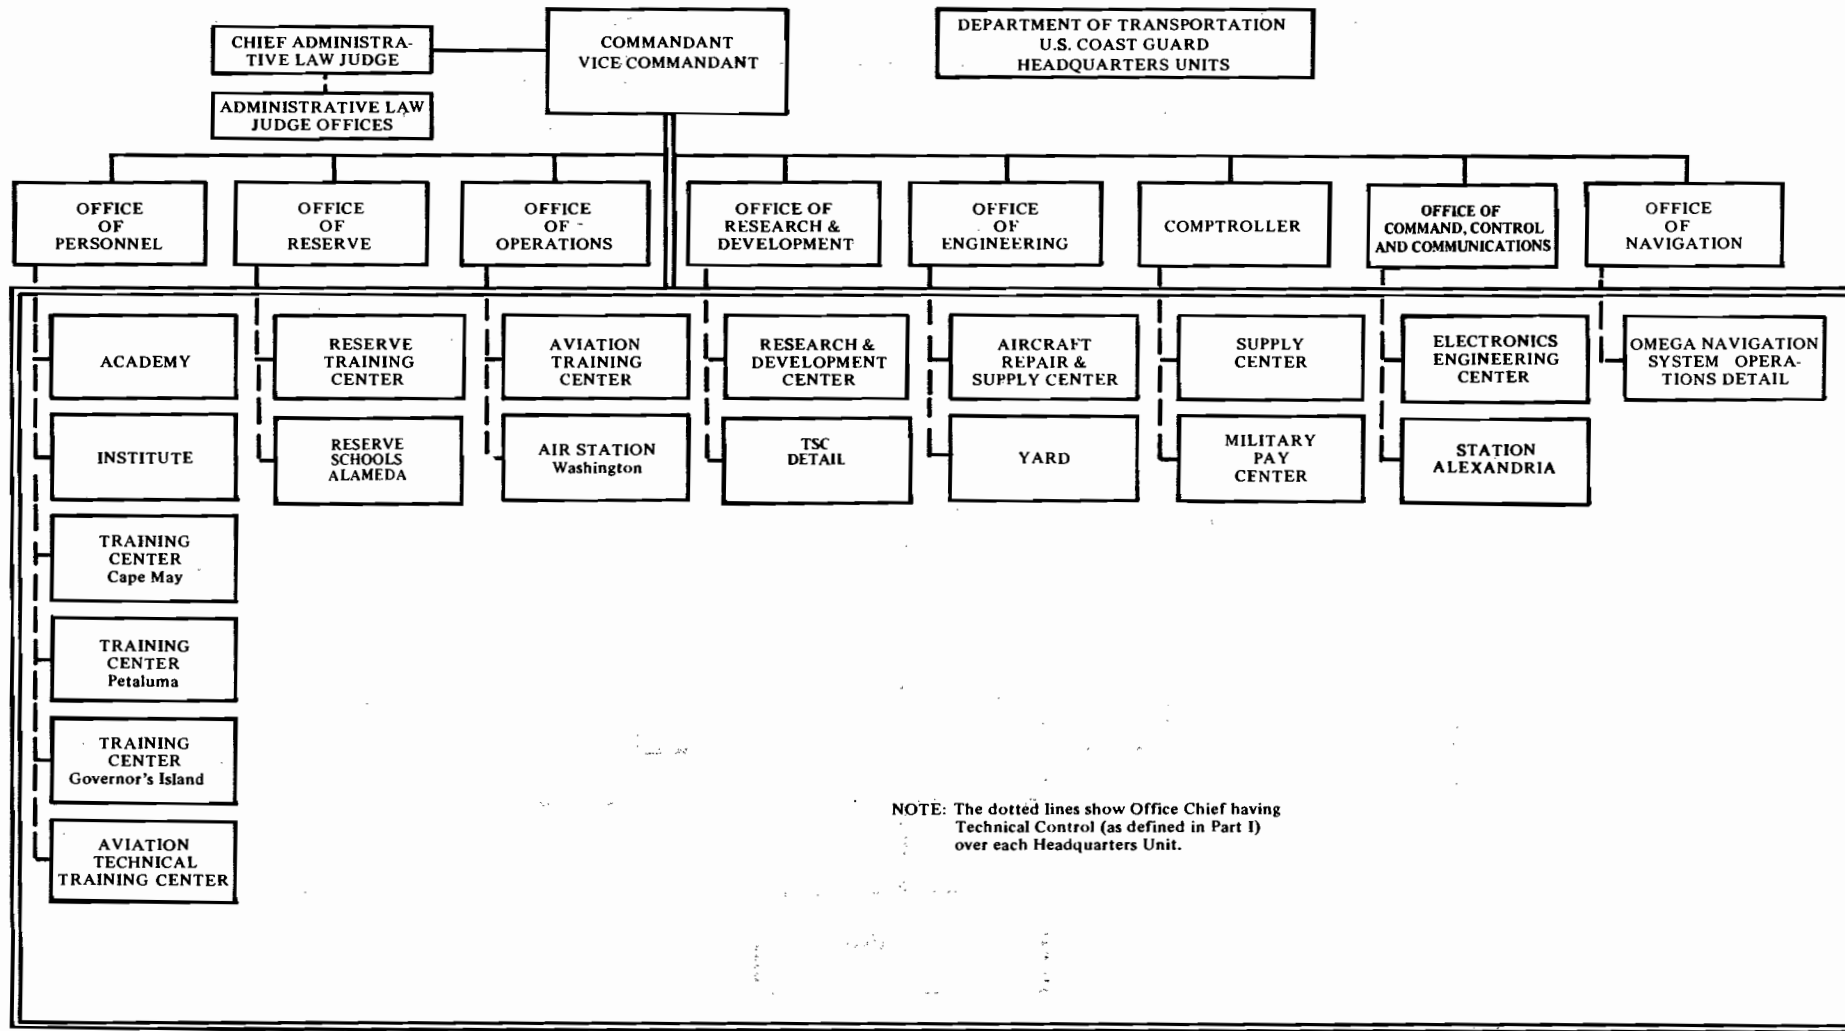 CHIEF ADMINISTRA-
TIVE LAW JUDGE
ADMINISTRATIVE LAW
JUDGE OFFICES
COMMANDANT
VICE COMMANDANT
DEPARTMENT OF TRANSPORTATION
U.S. COAST GUARD
HEADQUARTERS UNITS
OFFICE
OF
PERSONNEL
OFFICE
OF
RESERVE
OFFICE
OF
OPERATIONS
OFFICE OF
RESEARCH &
DEVELOPMENT
OFFICE
OF
ENGINEERING
COMPTROLLER
OFFICE OF
COMMAND, CONTROL
AND COMMUNICATIONS
OFFICE
OF
NAVIGATION
ACADEMY
RESERVE
TRAINING
CENTER
AVIATION
TRAINING
CENTER
RESEARCH &
DEVELOPMENT
CENTER
AIRCRAFT
REPAIR &
SUPPLY CENTER
SUPPLY
CENTER
ELECTRONICS
ENGINEERING
CENTER
OMEGA NAVIGATION
SYSTEM OPERA-
TIONS DETAIL
INSTITUTE
RESERVE
SCHOOLS
ALAMEDA
AIR STATION
Washington
TSC
DETAIL
YARD
MILITARY
PAY
CENTER
STATION
ALEXANDRIA
TRAINING
CENTER
Cape May
TRAINING
CENTER
Petaluma
TRAINING
CENTER
Governor's Island
AVIATION
TECHNICAL
TRAINING CENTER
NOTE: The dotted lines show Office Chief having
Technical Control (as defined in Part I)
over each Headquarters Unit.